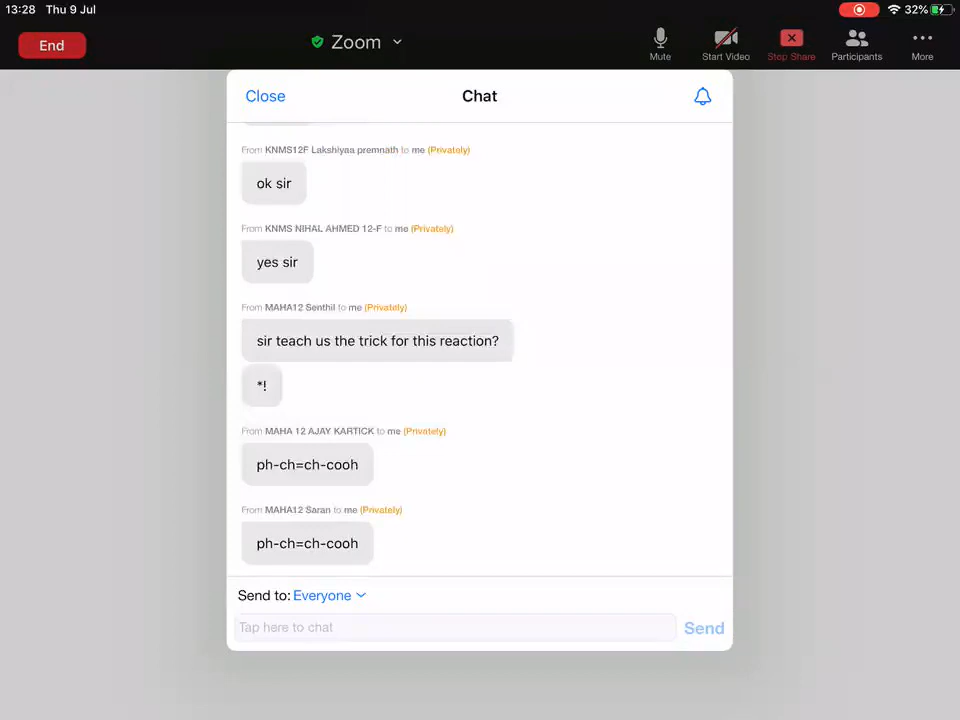 13:28 Thu 9 Jul
32%
End
Zoom
Mute
Start Video
Stop Share
Participants
More
Close
Chat
From KNMS12F Lakshiyaa premnath to me (Privately)
ok sir
From KNMS NIHAL AHMED 12-F to me (Privately)
yes sir
From MAHA12 Senthil to me (Privately)
sir teach us the trick for this reaction?
*!
From MAHA 12 AJAY KARTICK to me (Privately)
ph-ch=ch-cooh
From MAHA12 Saran to me (Privately)
ph-ch=ch-cooh
Send to: Everyone
Tap here to chat
Send